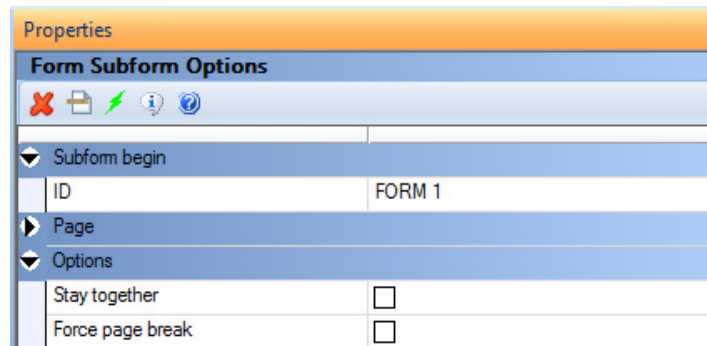 Properties
Form Subform Options
Subform begin
ID FORM 1
Page
Options
Stay together
Force page break